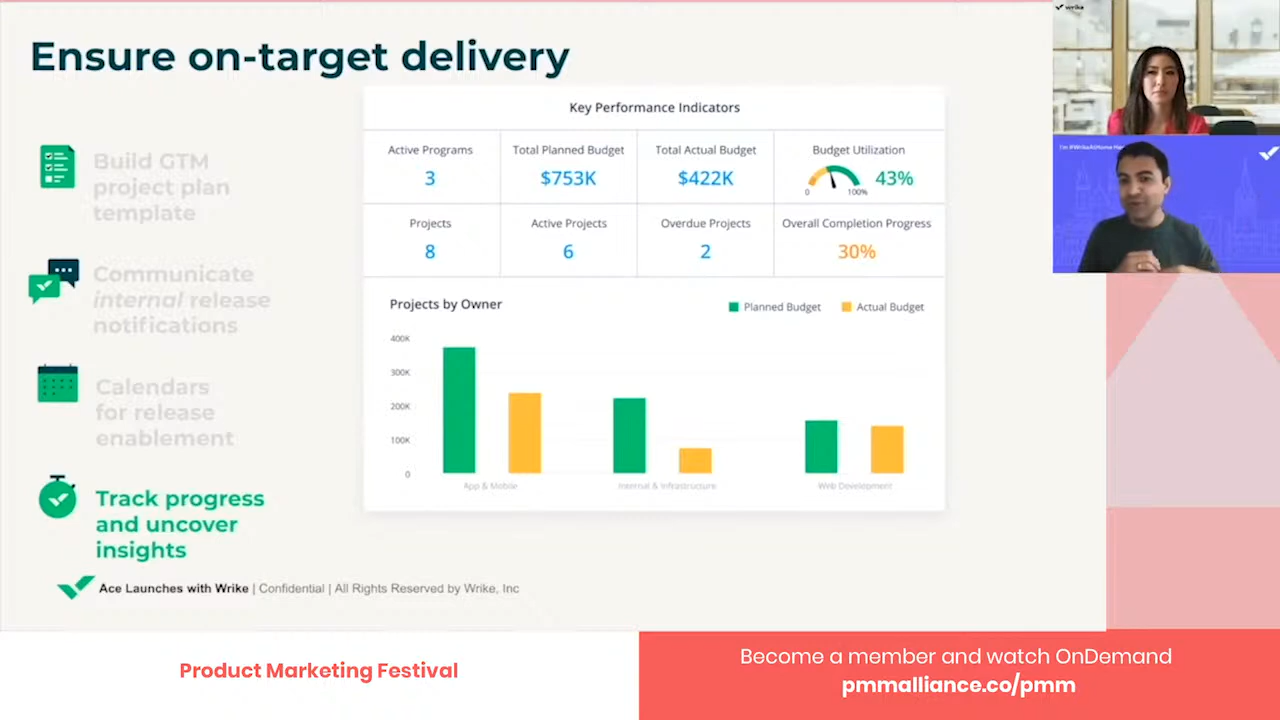 Ensure on-target delivery
Build GTM
project plan
template
Communicate
internal release
notifications
Calendars
for release
enablement
Track progress
and uncover
insights
Key Performance Indicators
Active Programs
3
Total Planned Budget
$753K
Total Actual Budget
$422K
Budget Utilization
0
100%
43%
Projects
8
Active Projects
6
Overdue Projects
2
Overall Completion Progress
30%
Projects by Owner
Planned Budget
Actual Budget
400K
300K
200K
100K
0
App & Mobile
Internal & Infrastructure
Web Development
Ace Launches with Wrike | Confidential | All Rights Reserved by Wrike, Inc
wrike
Product Marketing Festival
Become a member and watch OnDemand
pmmalliance.co/pmm